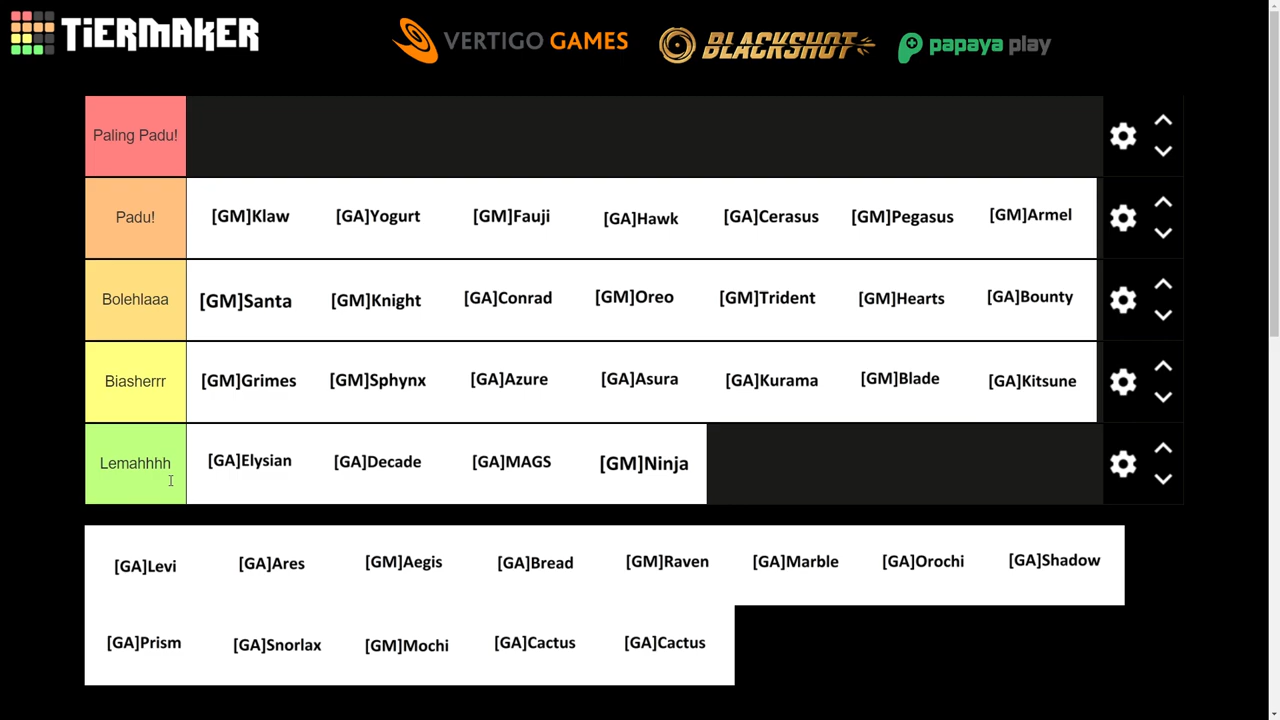 TIERMAKER VERTIGO GAMES BLACKSHOT papaya play
Paling Padu!
Padu! [GM]Klaw [GA]Yogurt [GM]Fauji [GA]Hawk [GA]Cerasus [GM]Pegasus [GM]Armel
Bolehlaaa [GM]Santa [GM]Knight [GA]Conrad [GM]Oreo [GM]Trident [GM]Hearts [GA]Bounty
Biasherrr [GM]Grimes [GM]Sphynx [GA]Azure [GA]Asura [GA]Kurama [GM]Blade [GA]Kitsune
Lemahhhh [GA]Elysian [GA]Decade [GA]MAGS [GM]Ninja
[GA]Levi [GA]Ares [GM]Aegis [GA]Bread [GM]Raven [GA]Marble [GA]Orochi [GA]Shadow
[GA]Prism [GA]Snorlax [GM]Mochi [GA]Cactus [GA]Cactus